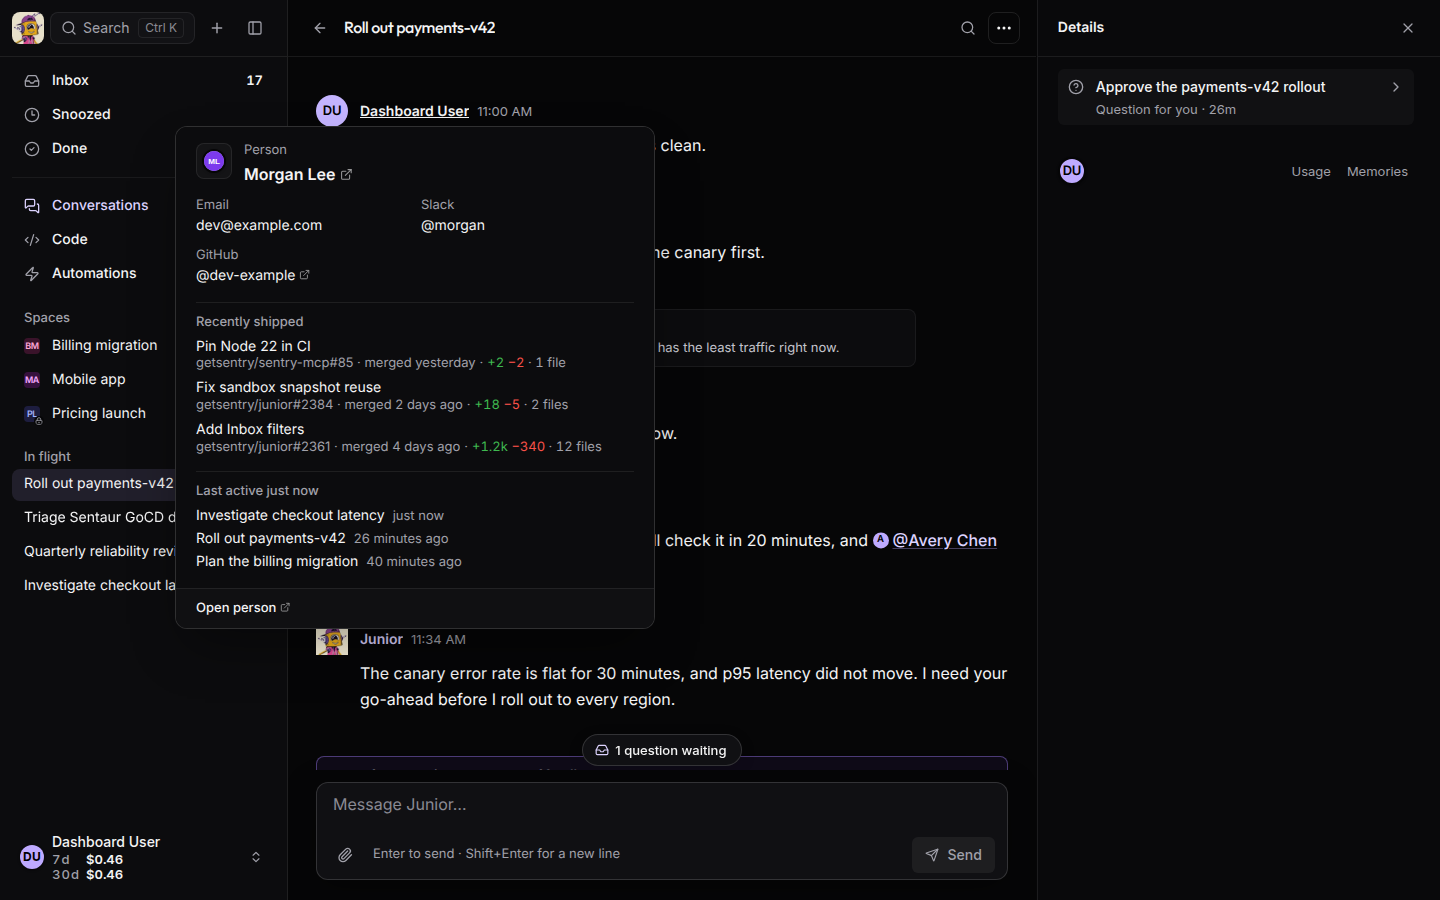 Search Ctrl K
Inbox 17
Snoozed
Done
Conversations
Code
Automations
Spaces
BM Billing migration
MA Mobile app
PL Pricing launch
In flight
Roll out payments-v42
Triage Sentaur GoCD
Quarterly reliability
Investigate checkout
Dashboard User
7d $0.46
30d $0.46
DU
Roll out payments-v42
DU Dashboard User 11:00 AM
clean.
canary first.
has the least traffic right now.
check it in 20 minutes, and A @Avery Chen
ML
Person
Morgan Lee
Email Slack
dev@example.com @morgan
GitHub
@dev-example
Recently shipped
Pin Node 22 in CI
getsentry/sentry-mcp#85 · merged yesterday · +2 −2 · 1 file
Fix sandbox snapshot reuse
getsentry/junior#2384 · merged 2 days ago · +18 −5 · 2 files
Add Inbox filters
getsentry/junior#2361 · merged 4 days ago · +1.2k −340 · 12 files
Last active just now
Investigate checkout latency just now
Roll out payments-v42 26 minutes ago
Plan the billing migration 40 minutes ago
Open person
Junior 11:34 AM
The canary error rate is flat for 30 minutes, and p95 latency did not move. I need your
go-ahead before I roll out to every region.
1 question waiting
Message Junior...
Enter to send · Shift+Enter for a new line
Send
Details
Approve the payments-v42 rollout
Question for you · 26m
DU Usage Memories